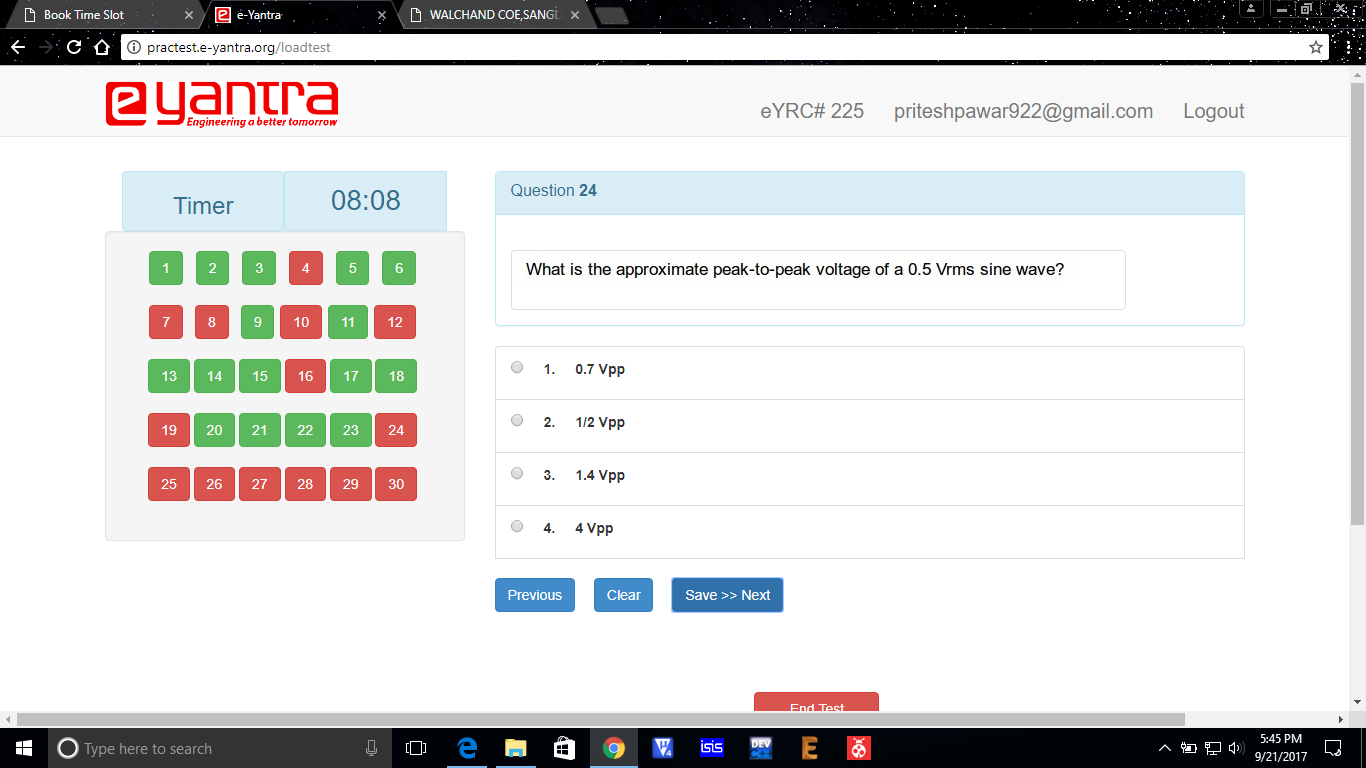 Book Time Slot
e-Yantra
WALCHAND COE,SANGL
practest.e-yantra.org/loadtest
e yantra
Engineering a better tomorrow
eYRC# 225 priteshpawar922@gmail.com Logout
Timer 08:08
1 2 3 4 5 6
7 8 9 10 11 12
13 14 15 16 17 18
19 20 21 22 23 24
25 26 27 28 29 30
Question 24
What is the approximate peak-to-peak voltage of a 0.5 Vrms sine wave?
1. 0.7 Vpp
2. 1/2 Vpp
3. 1.4 Vpp
4. 4 Vpp
Previous Clear Save >> Next
End Test
Type here to search
V4
isis
DEV
E
5:45 PM
9/21/2017